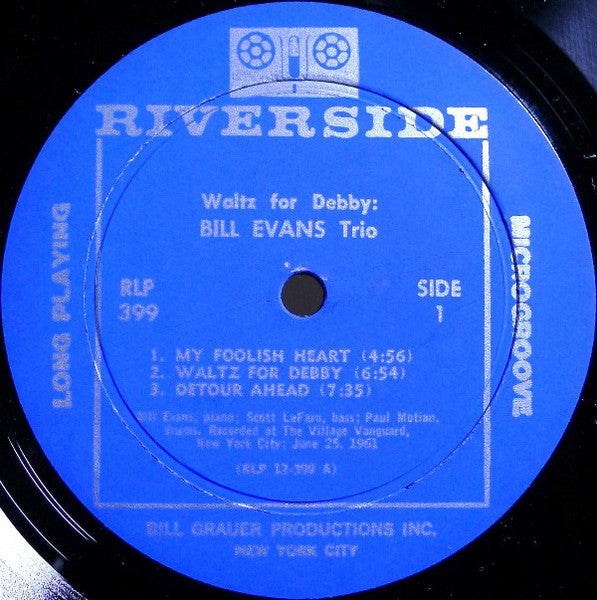 RIVERSIDE
Waltz for Debby:
BILL EVANS Trio
RLP
399
SIDE
1
1. MY FOOLISH HEART (4:56)
2. WALTZ FOR DEBBY (6:54)
3. DETOUR AHEAD (7:35)
Bill Evans, piano; Scott LaFaro, bass; Paul Motian,
drums. Recorded at The Village Vanguard,
New York City; June 25, 1961
(RLP 12-399 A)
LONG PLAYING
MICROGROOVE
BILL GRAUER PRODUCTIONS INC.
NEW YORK CITY